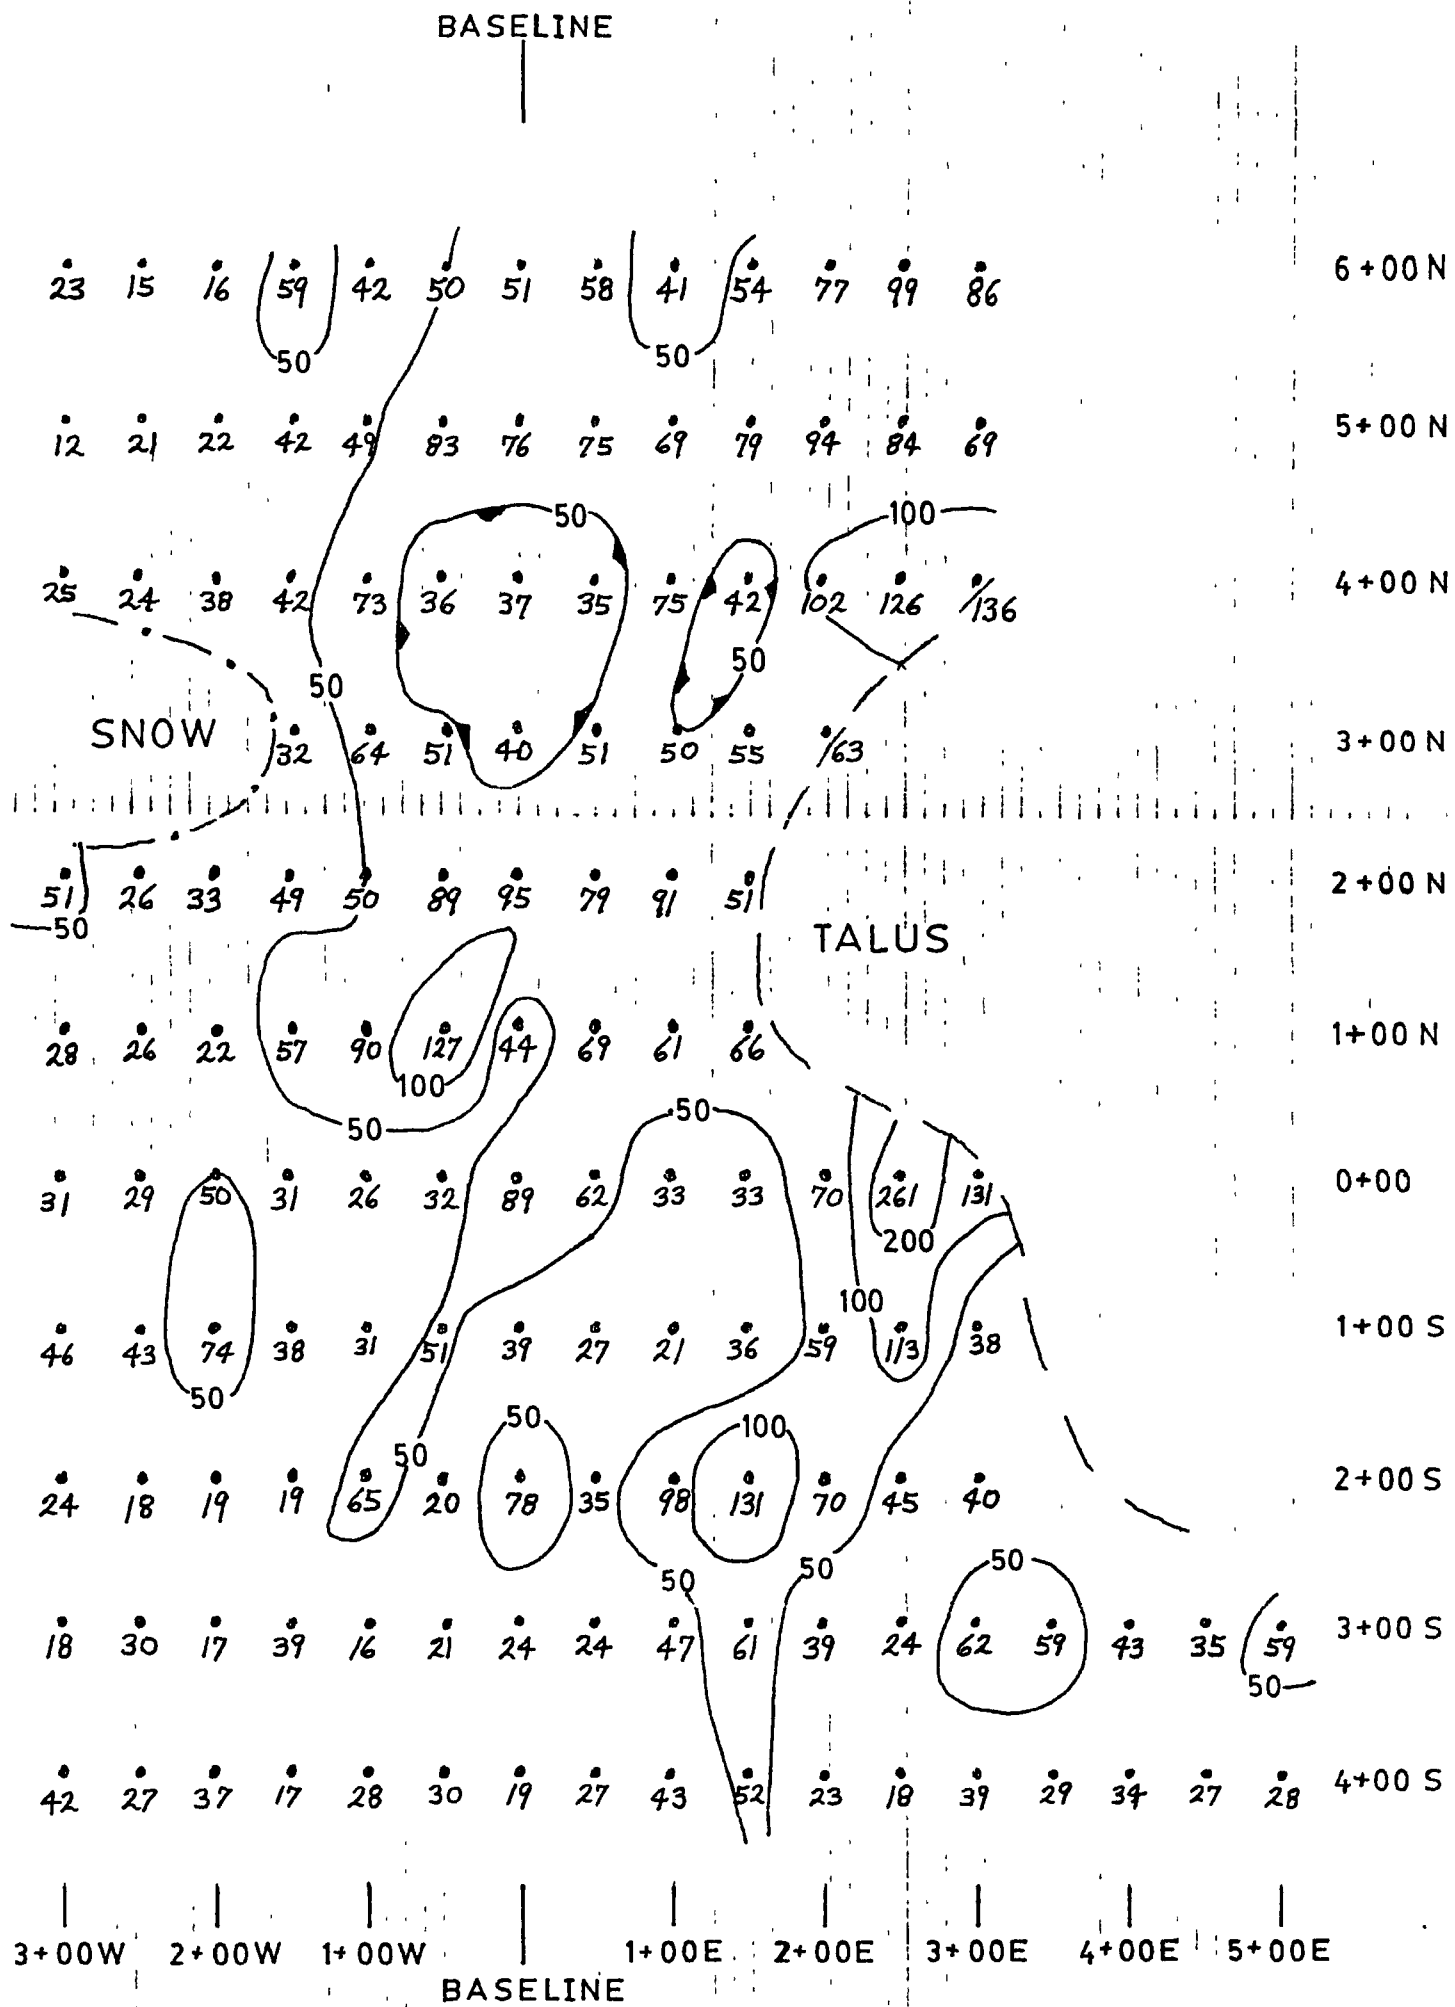 BASELINE
23 15 16 59 42 50 51 58 41 54 77 99 86 6+00 N
50 50
12 21 22 42 49 83 76 75 69 79 94 84 69 5+00 N
50 100
25 24 38 42 73 36 37 35 75 42 102 126 136 4+00 N
50 50
SNOW 32 64 51 40 51 50 55 63 3+00 N
51 26 33 49 50 89 95 79 91 51 2+00 N
50 TALUS
28 26 22 57 90 127 44 69 61 66 1+00 N
100
50 50
31 29 50 31 26 32 89 62 33 33 70 261 131 0+00
200
100
46 43 74 38 31 51 39 27 21 36 59 113 38 1+00 S
50 50 100
50
24 18 19 19 65 20 78 35 98 131 70 45 40 2+00 S
50 50 50
18 30 17 39 16 21 24 24 47 61 39 24 62 59 43 35 59 3+00 S
50
42 27 37 17 28 30 19 27 43 52 23 18 39 29 34 27 28 4+00 S
3+00W 2+00W 1+00W 1+00E 2+00E 3+00E 4+00E 5+00E
BASELINE